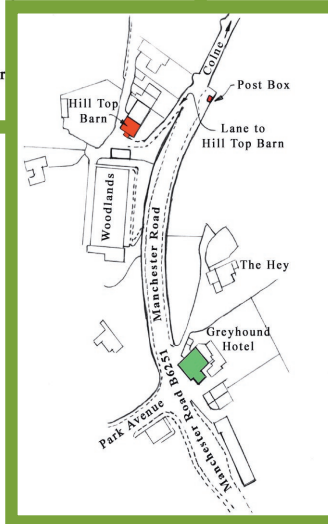 Colne
Post Box
Hill Top
Barn
Lane to
Hill Top Barn
Woodlands
Manchester Road
The Hey
Greyhound
Hotel
Manchester Road B6251
Park Avenue